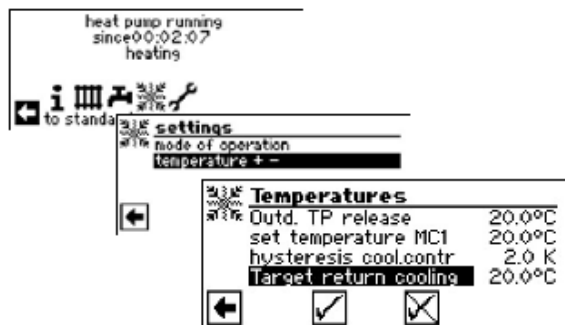 heat pump running
since00:02:07
heating
to standa
settings
mode of operation
temperature + -
Temperatures
Outd. TP release 20.0°C
set temperature MC1 20.0°C
hysteresis cool.contr 2.0 K
Target return cooling 20.0°C